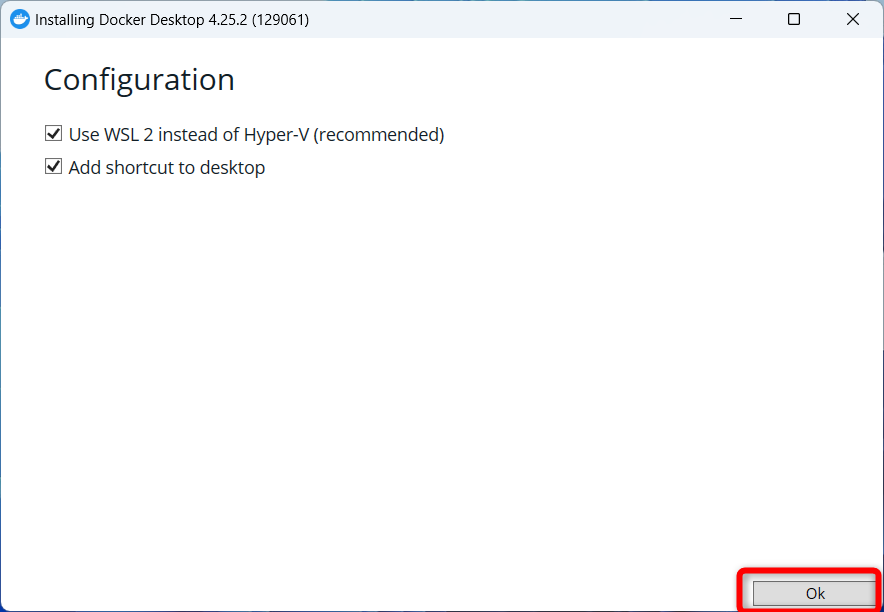 Installing Docker Desktop 4.25.2 (129061)
Configuration
Use WSL 2 instead of Hyper-V (recommended)
Add shortcut to desktop
Ok